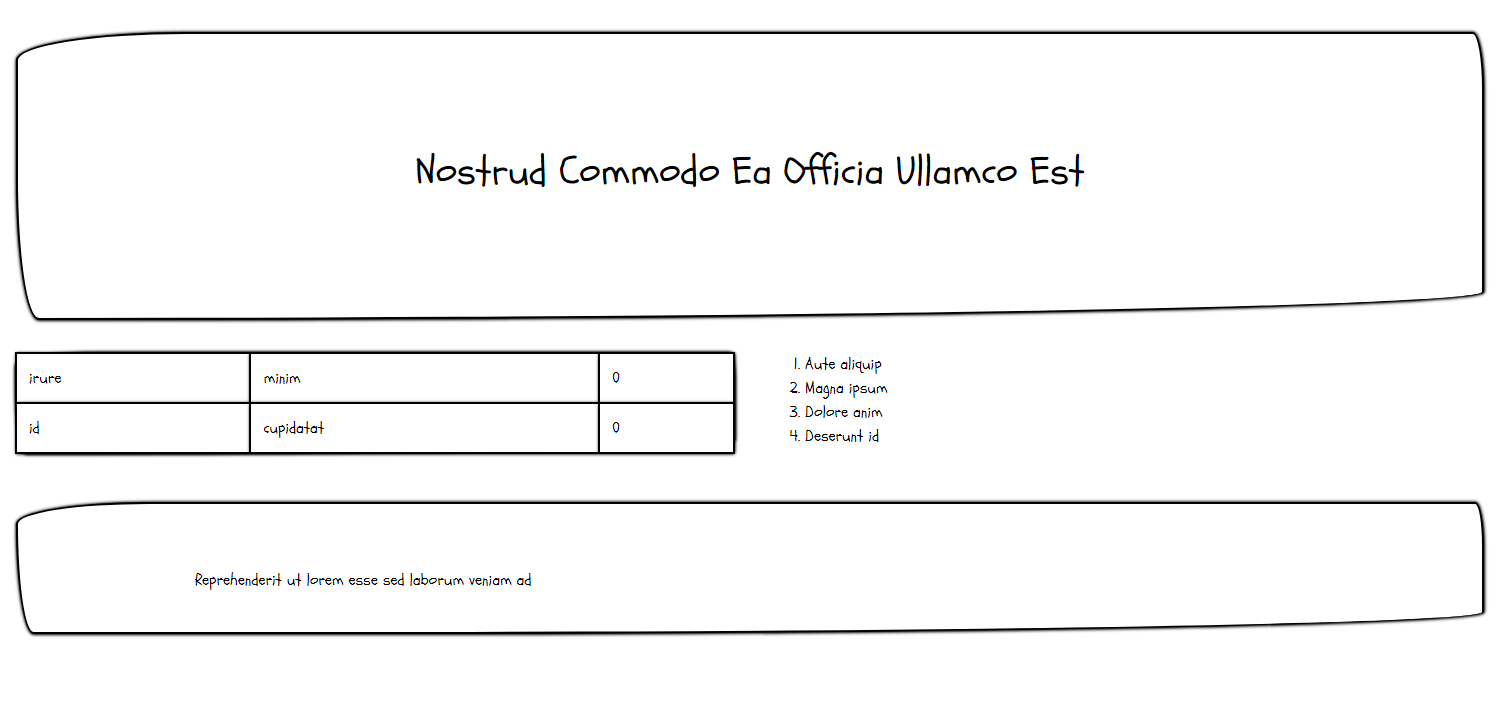 Nostrud Commodo Ea Officia Ullamco Est
irure minim 0
id cupidatat 0
1. Aute aliquip
2. Magna ipsum
3. Dolore anim
4. Deserunt id
Reprehenderit ut lorem esse sed laborum veniam ad